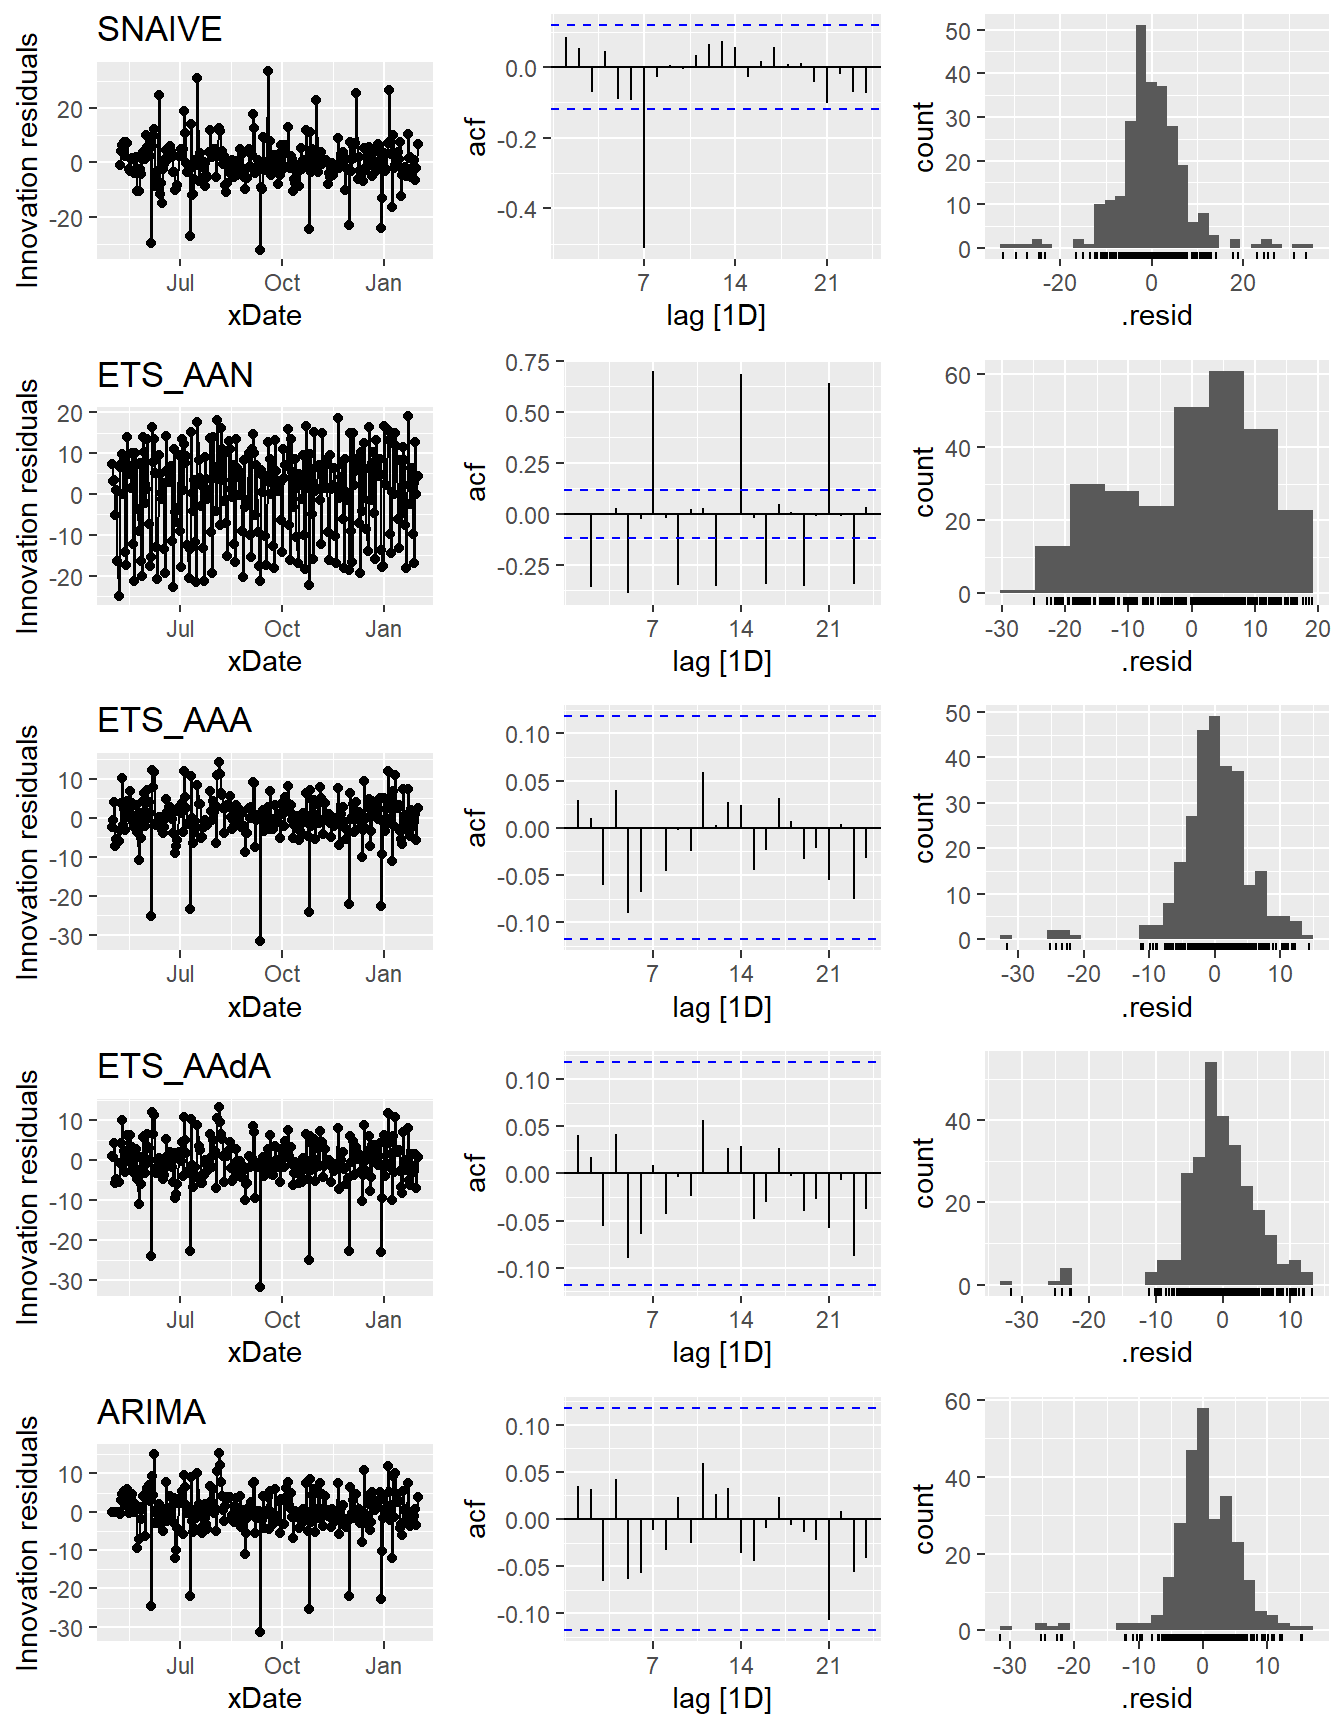 SNAIVE
Innovation residuals
20
0
-20
Jul Oct Jan
xDate
acf
0.0
-0.2
-0.4
7 14 21
lag [1D]
count
50
40
30
20
10
0
-20 0 20
.resid
ETS_AAN
Innovation residuals
20
10
0
-10
-20
Jul Oct Jan
xDate
acf
0.75
0.50
0.25
0.00
-0.25
7 14 21
lag [1D]
count
60
40
20
0
-30 -20 -10 0 10 20
.resid
ETS_AAA
Innovation residuals
10
0
-10
-20
-30
Jul Oct Jan
xDate
acf
0.10
0.05
0.00
-0.05
-0.10
7 14 21
lag [1D]
count
50
40
30
20
10
0
-30 -20 -10 0 10
.resid
ETS_AAdA
Innovation residuals
10
0
-10
-20
-30
Jul Oct Jan
xDate
acf
0.10
0.05
0.00
-0.05
-0.10
7 14 21
lag [1D]
count
40
20
0
-30 -20 -10 0 10
.resid
ARIMA
Innovation residuals
10
0
-10
-20
-30
Jul Oct Jan
xDate
acf
0.10
0.05
0.00
-0.05
-0.10
7 14 21
lag [1D]
count
60
40
20
0
-30 -20 -10 0 10
.resid